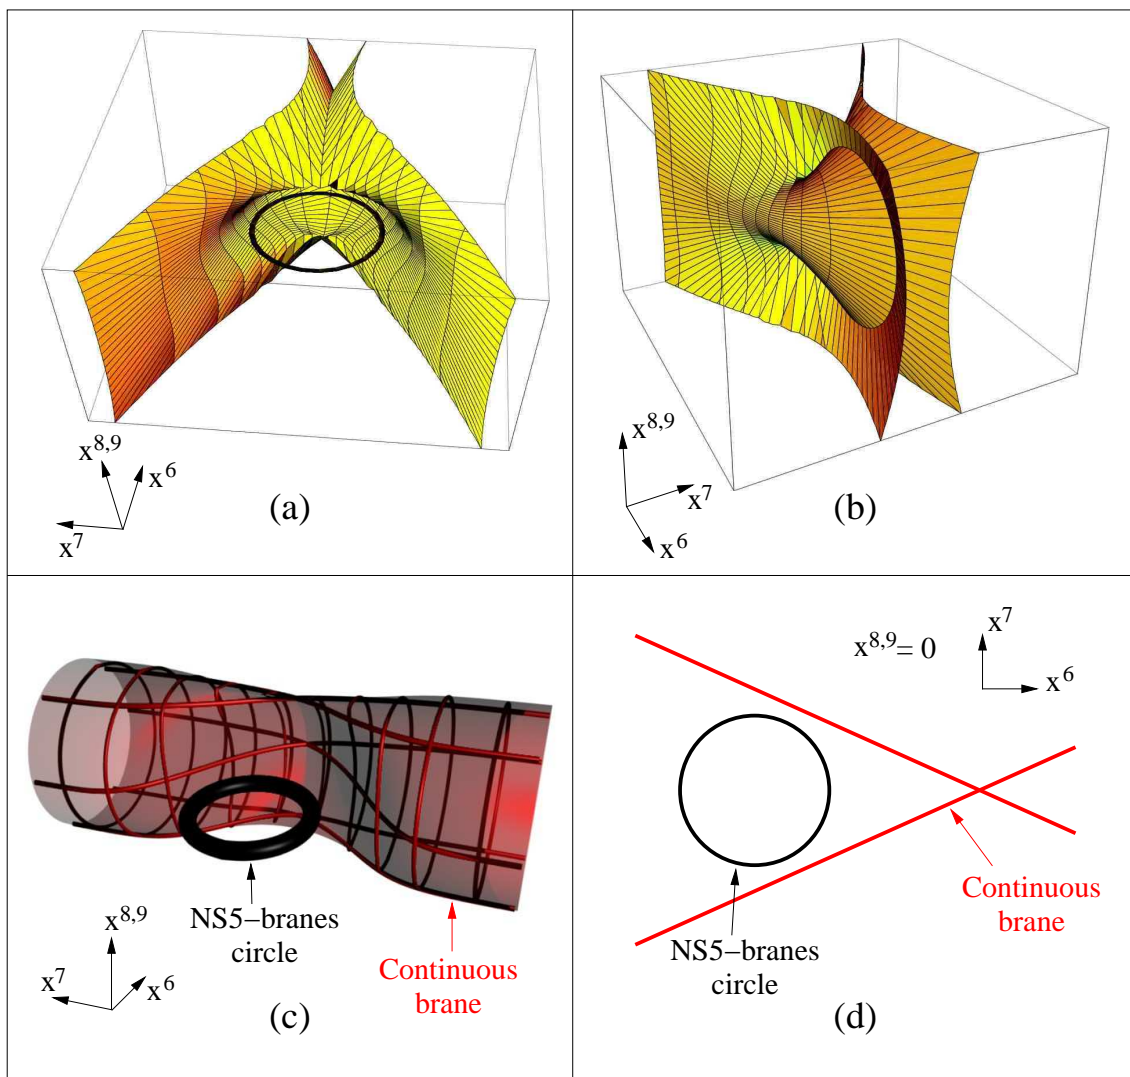 x^8,9
x^6
x^7
(a)
x^8,9
x^7
x^6
(b)
NS5−branes
circle
Continuous
brane
x^8,9
x^7
x^6
(c)
x^8,9 = 0
x^7
x^6
Continuous
brane
NS5−branes
circle
(d)